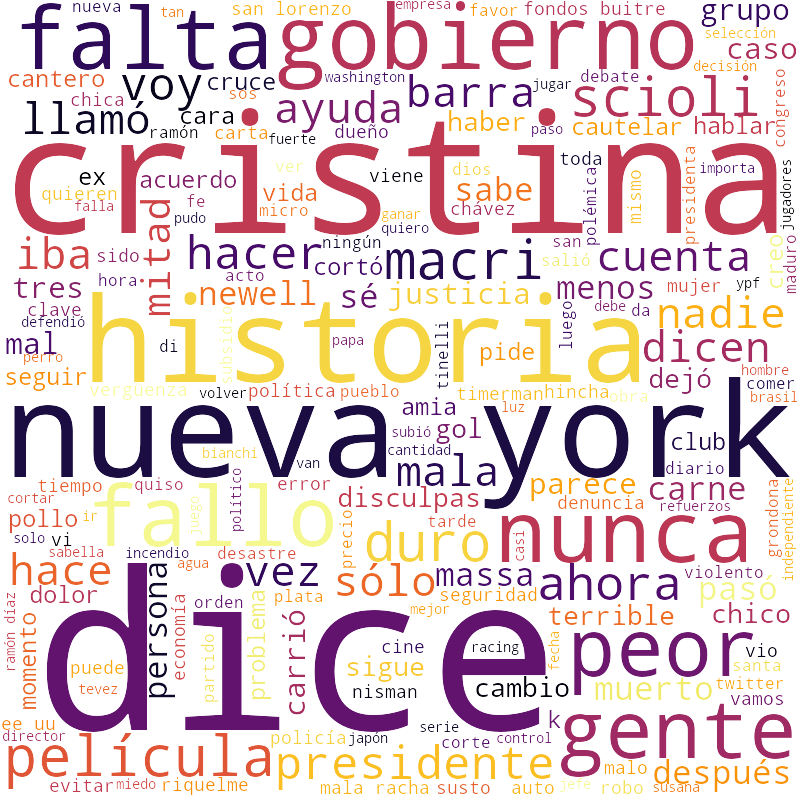 nueva
empresa
tan
san lorenzo
favor
fondos buitre
grupo
selección
falta
gobierno
decisión
cantero
voy
cruce
washington
jugar
debate
caso
chica
sos
barra
scioli
congreso
llamó
ramón
cara
carta
fuerte
ayuda
dueño
paso
haber
cautelar
hablar
jugadores
cristina
ex
viene
toda
importa
quieren
acuerdo
vida
ver
dios
sabe
polémica
mismo
presidenta
falla
fe
micro
ganar
chávez
pudo
quiero
iba
mitad
hacer
ningún
macri
san
cuenta
creo
maduro
sido
cortó
salió
tres
hora
acto
newell
sé
justicia
menos
mujer
ypf
clave
luego
debe
da
nadie
defendió
mal
di
subsidio
papa
tinelli
pide
dicen
perro
historia
seguir
vergüenza
volver
política
pueblo
timerman
hincha
obra
dejó
hombre
comer
brasil
nueva york
amia
luz
gol
subió
cantidad
club
bianchi
van
mala
diario
tiempo
cortar
quiso
error
disculpas
parece
carne
refuerzos
pollo
ir
fallo
juego
político
denuncia
solo
vi
tarde
duro
casi
nunca
grondona
independiente
sabella
incendio
desastre
precio
hace
agua
vez
sólo
massa
ahora
violento
pasó
dolor
persona
economía
orden
plata
seguridad
terrible
chico
ramón díaz
momento
dice
problema
mejor
peor
vio
partido
carrió
cine
racing
fecha
puede
sigue
santa
tevez
nisman
cambio
muerto
twitter
ee uu
serie
k
gente
vamos
director
policía
japón
corte
control
película
presidente
después
evitar
miedo
riquelme
mala racha
susto
auto
jefe
malo
susana